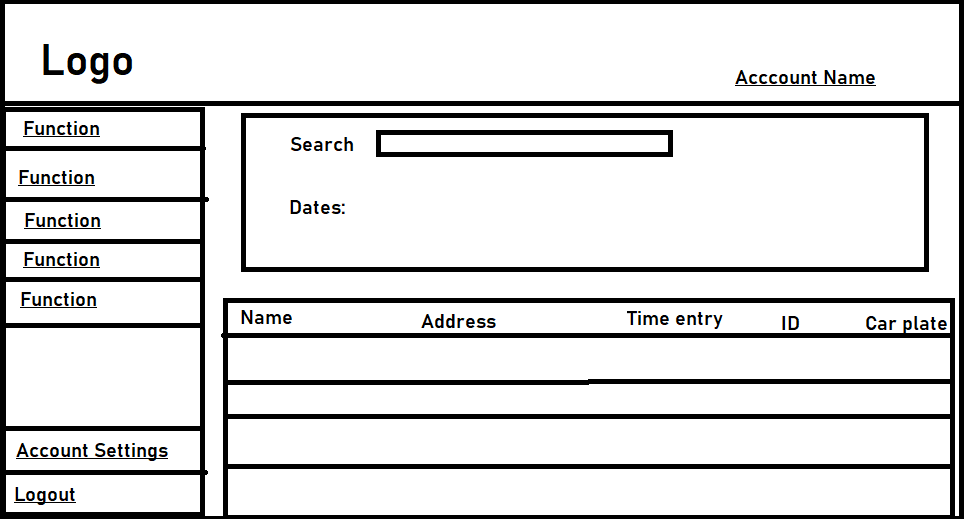 Logo
Acccount Name
Function
Function
Function
Function
Function
Account Settings
Logout
Search
Dates:
Name Address Time entry ID Car plate